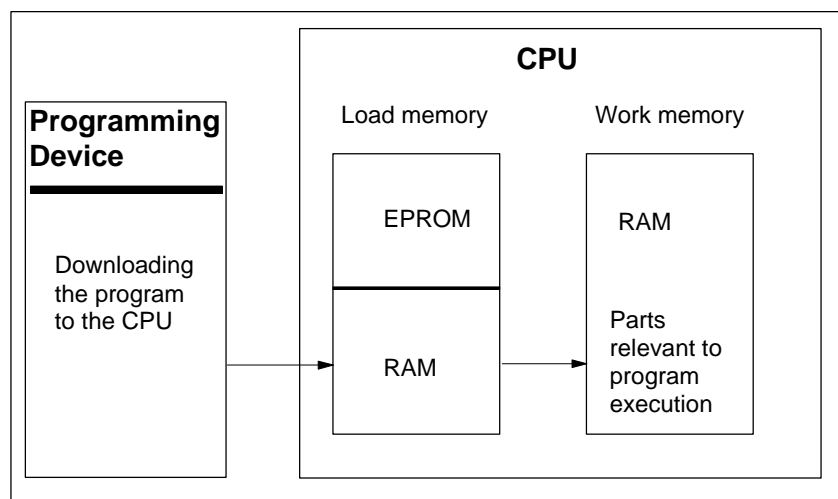 CPU
Programming
Device
Downloading
the program
to the CPU
Load memory
EPROM
RAM
Work memory
RAM
Parts
relevant to
program
execution